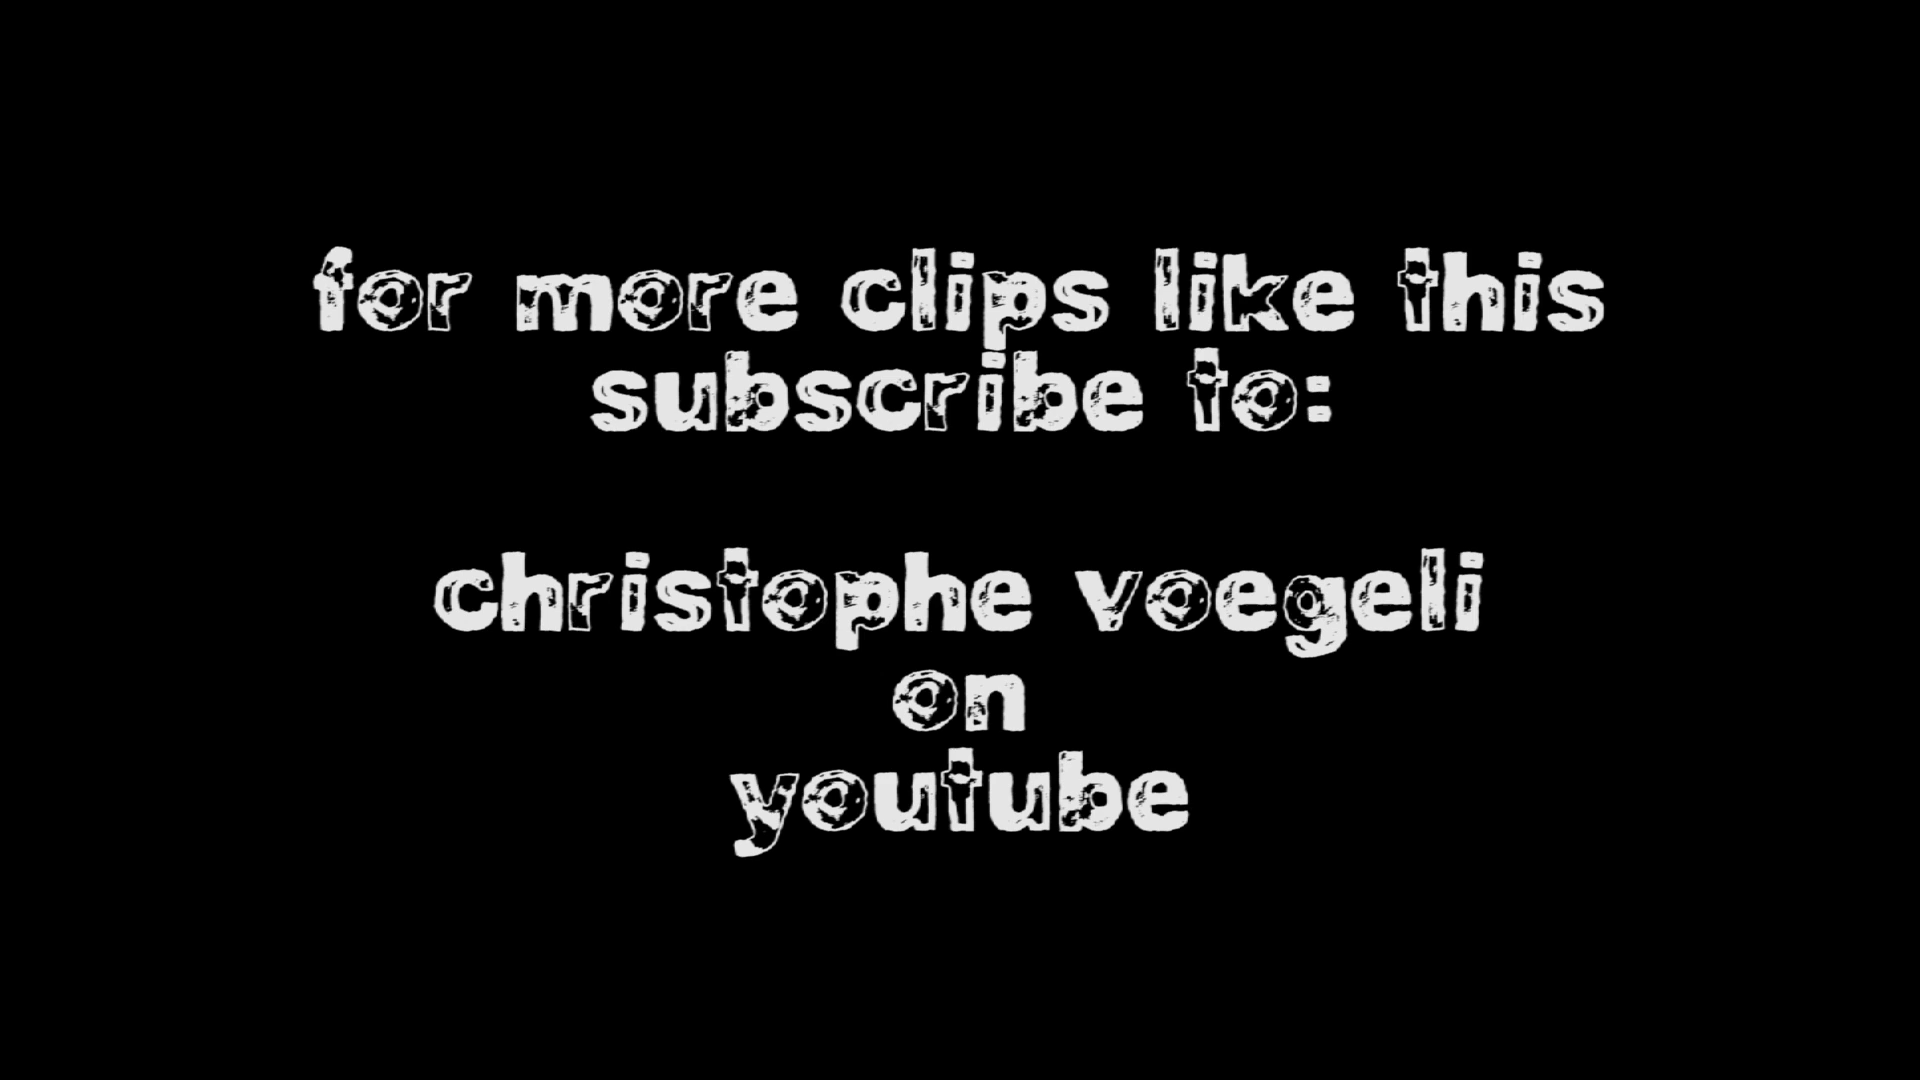 for more clips like this
subscribe to:
christophe voegeli
on
youtube